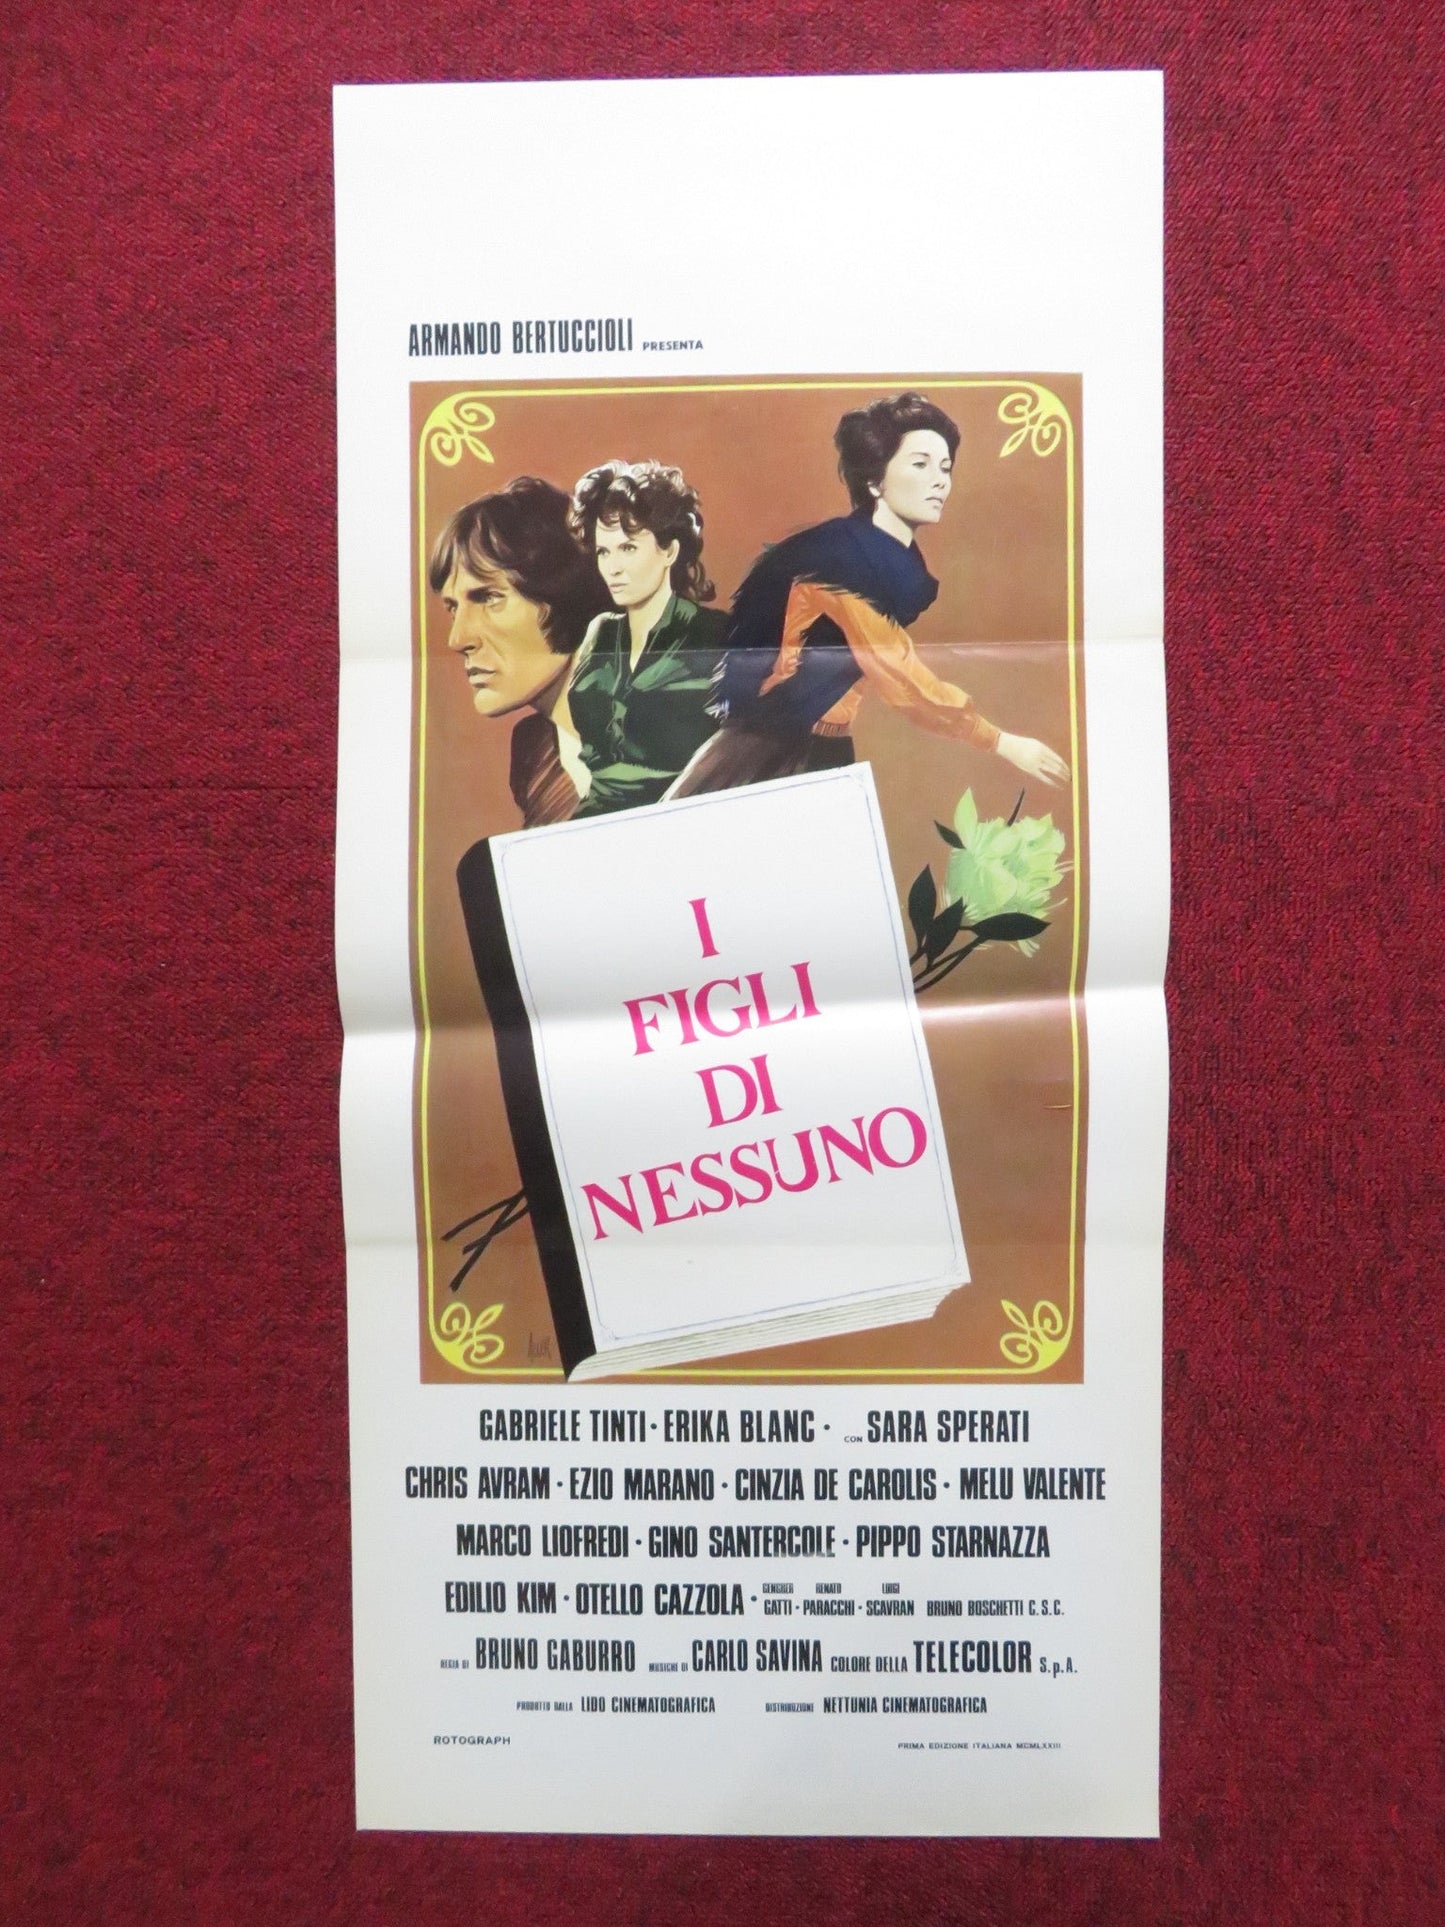 ARMANDO BERTUCCIOLI PRESENTA
I
FIGLI
DI
NESSUNO
GABRIELE TINTI • ERIKA BLANC • CON SARA SPERATI
CHRIS AVRAM • EZIO MARANO • CINZIA DE CAROLIS • MELU VALENTE
MARCO LIOFREDI • GINO SANTERCOLE • PIPPO STARNAZZA
EDILIO KIM • OTELLO CAZZOLA • GENGHER GATTI • RENATO PARACCHI • LUIGI SCAVRAN BRUNO BOSCHETTI C.S.C.
REGIA DI BRUNO GABURRO MUSICHE DI CARLO SAVINA COLORE DELLA TELECOLOR S.p.A.
PRODOTTO DALLA LIDO CINEMATOGRAFICA DISTRIBUZIONE NETTUNIA CINEMATOGRAFICA
ROTOGRAPH PRIMA EDIZIONE ITALIANA MCMLXXIII